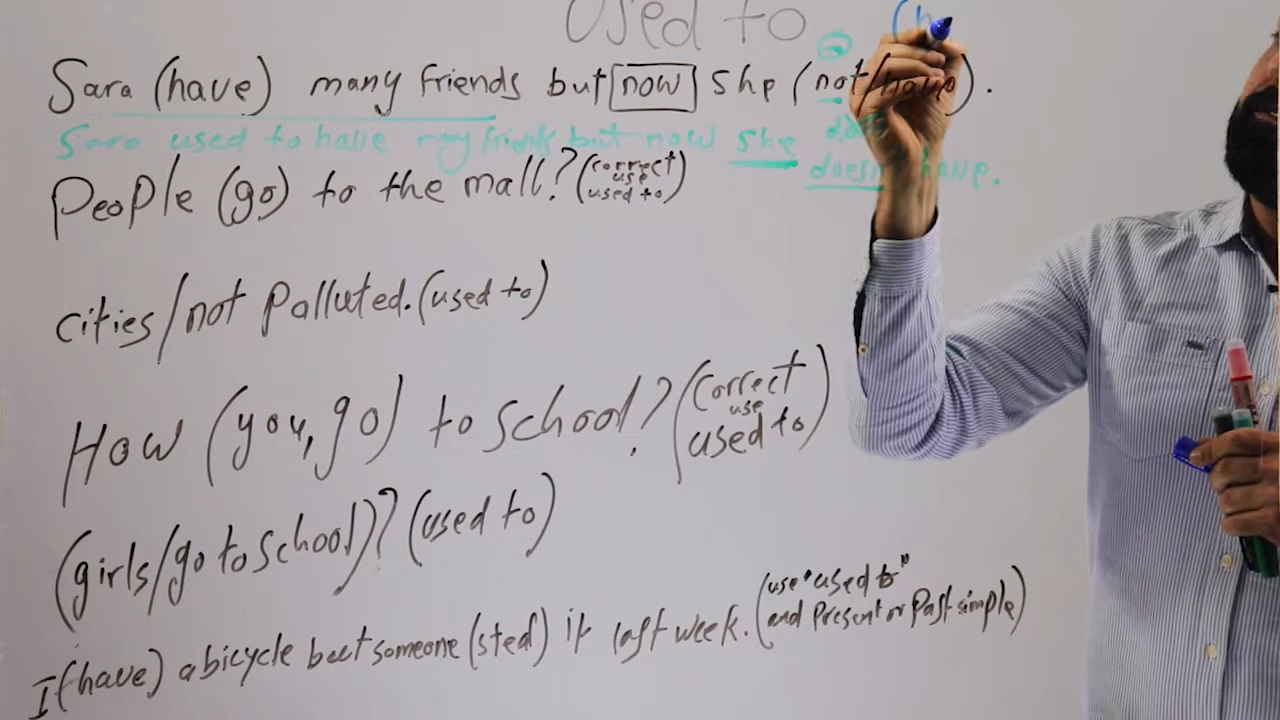 Used to
Sara (have) many friends but now she (not/have).
Sara used to have many friends but now she doesn't have.
People (go) to the mall? (correct use used to)
cities/not Palluted. (used to)
How (you, go) to school? (correct use used to)
(girls/go to school)? (used to)
I (have) a bicycle but someone (steal) it last week. (use "used to" and Present or Past simple)